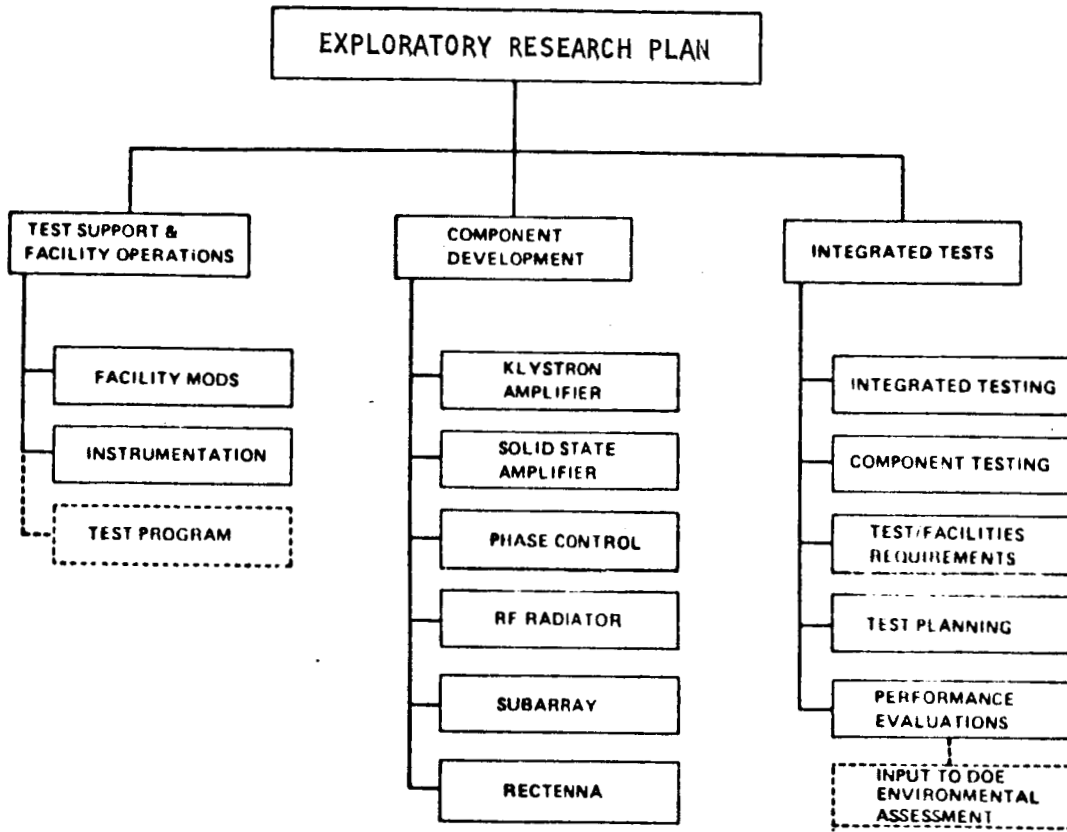 EXPLORATORY RESEARCH PLAN
TEST SUPPORT &
FACILITY OPERATIONS
FACILITY MODS
INSTRUMENTATION
TEST PROGRAM
COMPONENT
DEVELOPMENT
KLYSTRON
AMPLIFIER
SOLID STATE
AMPLIFIER
PHASE CONTROL
RF RADIATOR
SUBARRAY
RECTENNA
INTEGRATED TESTS
INTEGRATED TESTING
COMPONENT TESTING
TEST/FACILITIES
REQUIREMENTS
TEST PLANNING
PERFORMANCE
EVALUATIONS
INPUT TO DOE
ENVIRONMENTAL
ASSESSMENT